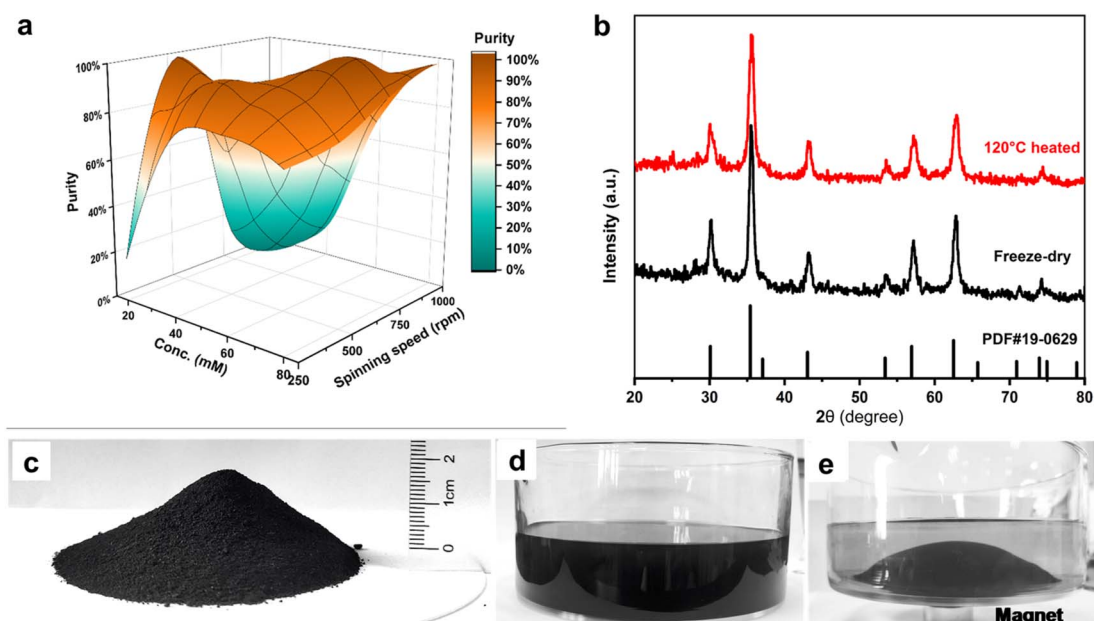 a
Purity
100%
80%
60%
40%
20%
0%
Purity
20
40
60
80
Conc. (mM)
250
500
750
1000
Spinning speed (rpm)
100%
90%
80%
70%
60%
50%
40%
30%
20%
10%
0%
b
Intensity (a.u.)
120°C heated
Freeze-dry
PDF#19-0629
20 30 40 50 60 70 80
2θ (degree)
c
2
1cm
0
d
e
Magnet